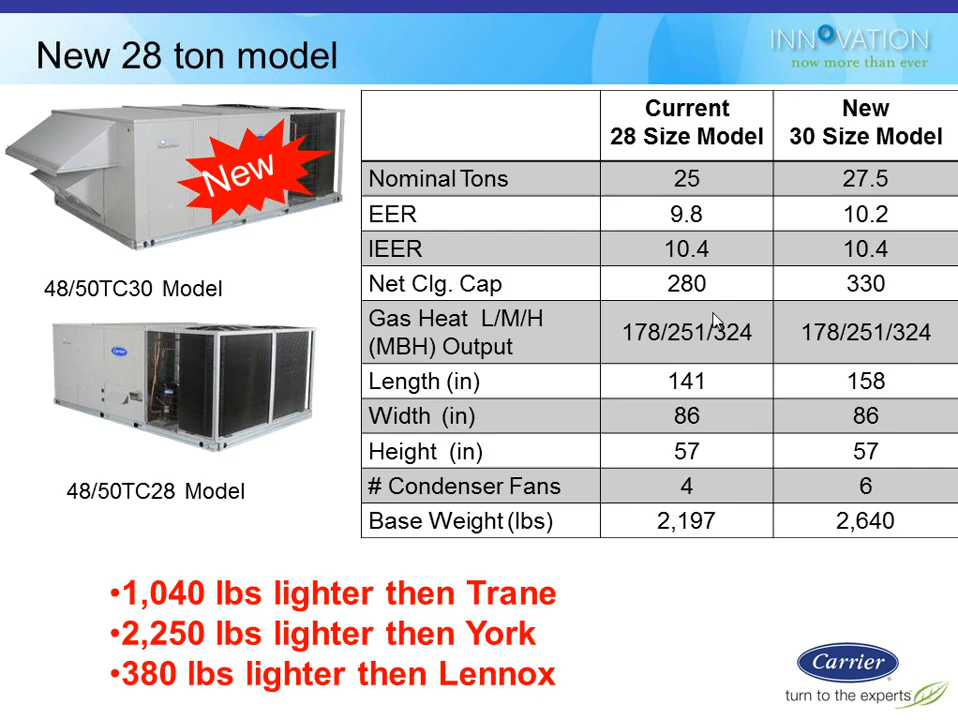 New 28 ton model
INNOVATION
now more than ever
New
48/50TC30 Model
Carrier
48/50TC28 Model
Current New
28 Size Model 30 Size Model
Nominal Tons 25 27.5
EER 9.8 10.2
IEER 10.4 10.4
Net Clg. Cap 280 330
Gas Heat L/M/H
(MBH) Output 178/251/324 178/251/324
Length (in) 141 158
Width (in) 86 86
Height (in) 57 57
# Condenser Fans 4 6
Base Weight (lbs) 2,197 2,640
•1,040 lbs lighter then Trane
•2,250 lbs lighter then York
•380 lbs lighter then Lennox
Carrier
turn to the experts